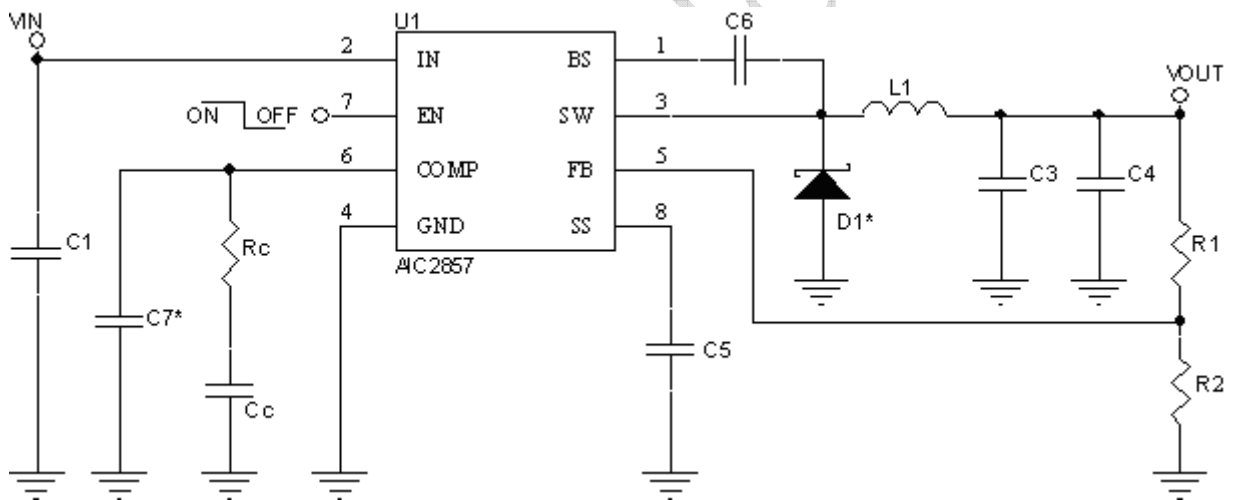 VIN
U1
C6
2
IN
BS
1
VOUT
L1
ON
OFF
7
EN
SW
3
6
COMP
FB
5
C3
C4
4
GND
SS
8
D1*
C1
Rc
AIC2857
R1
C7*
C5
Cc
R2